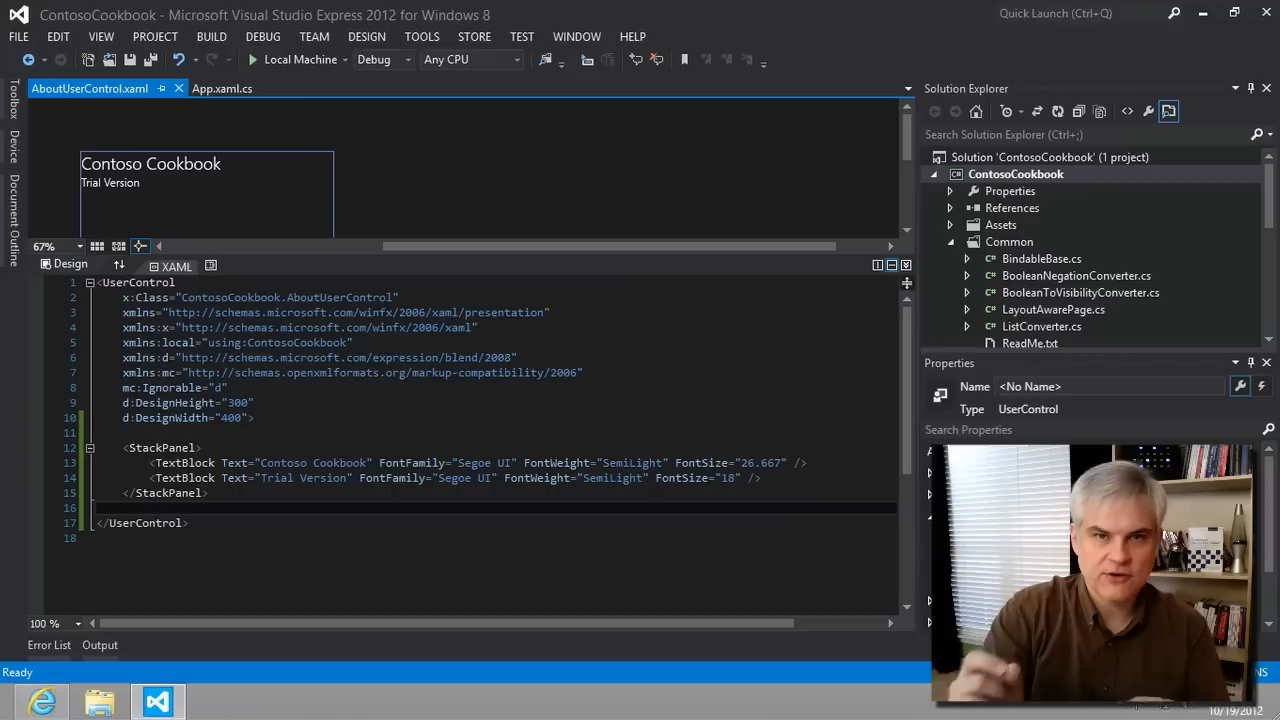 ContosoCookbook - Microsoft Visual Studio Express 2012 for Windows 8
Quick Launch (Ctrl+Q)
FILE EDIT VIEW PROJECT BUILD DEBUG TEAM DESIGN TOOLS STORE TEST WINDOW HELP
Local Machine Debug Any CPU
AboutUserControl.xaml App.xaml.cs
Toolbox
Device
Document Outline
Contoso Cookbook
Trial Version
67%
Design XAML
1 <UserControl
2 x:Class="ContosoCookbook.AboutUserControl"
3 xmlns="http://schemas.microsoft.com/winfx/2006/xaml/presentation"
4 xmlns:x="http://schemas.microsoft.com/winfx/2006/xaml"
5 xmlns:local="using:ContosoCookbook"
6 xmlns:d="http://schemas.microsoft.com/expression/blend/2008"
7 xmlns:mc="http://schemas.openxmlformats.org/markup-compatibility/2006"
8 mc:Ignorable="d"
9 d:DesignHeight="300"
10 d:DesignWidth="400">
11
12 <StackPanel>
13 <TextBlock Text="Contoso Cookbook" FontFamily="Segoe UI" FontWeight="SemiLight" FontSize="26.667" />
14 <TextBlock Text="Trial Version" FontFamily="Segoe UI" FontWeight="SemiLight" FontSize="18" />
15 </StackPanel>
16
17 </UserControl>
18
100 %
Error List Output
Ready
Solution Explorer
Search Solution Explorer (Ctrl+;)
Solution 'ContosoCookbook' (1 project)
ContosoCookbook
Properties
References
Assets
Common
BindableBase.cs
BooleanNegationConverter.cs
BooleanToVisibilityConverter.cs
LayoutAwarePage.cs
ListConverter.cs
ReadMe.txt
Properties
Name <No Name>
Type UserControl
Search Properties
NS
10/19/2012